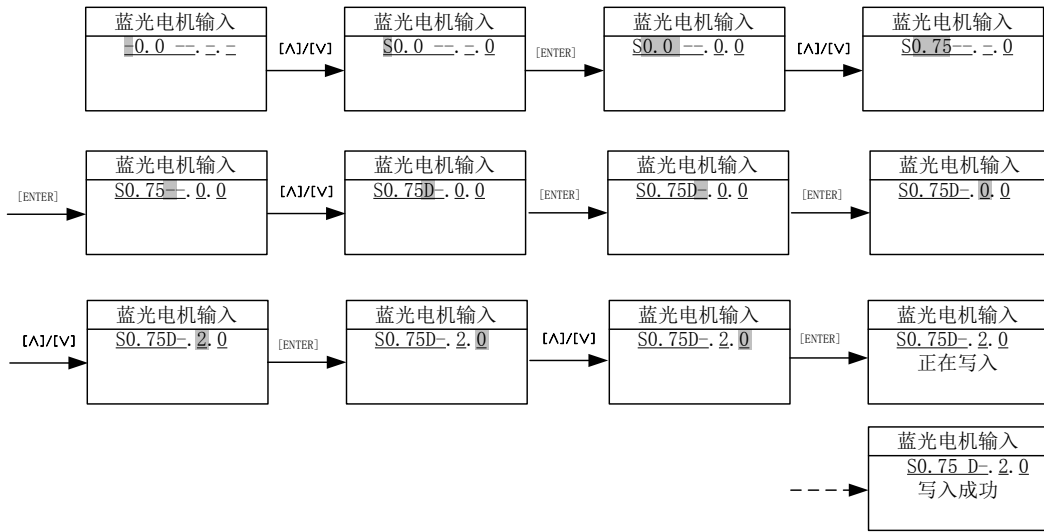 蓝光电机输入
-0.0 --.-.-
[∧]/[∨]
蓝光电机输入
S0.0 --.-.0
[ENTER]
蓝光电机输入
S0.0 --.0.0
[∧]/[∨]
蓝光电机输入
S0.75--.-.0
[ENTER]
蓝光电机输入
S0.75--.0.0
[∧]/[∨]
蓝光电机输入
S0.75D-.0.0
[ENTER]
蓝光电机输入
S0.75D-.0.0
[ENTER]
蓝光电机输入
S0.75D-.0.0
[∧]/[∨]
蓝光电机输入
S0.75D-.2.0
[ENTER]
蓝光电机输入
S0.75D-.2.0
[∧]/[∨]
蓝光电机输入
S0.75D-.2.0
[ENTER]
蓝光电机输入
S0.75D-.2.0
正在写入
蓝光电机输入
S0.75 D-.2.0
写入成功